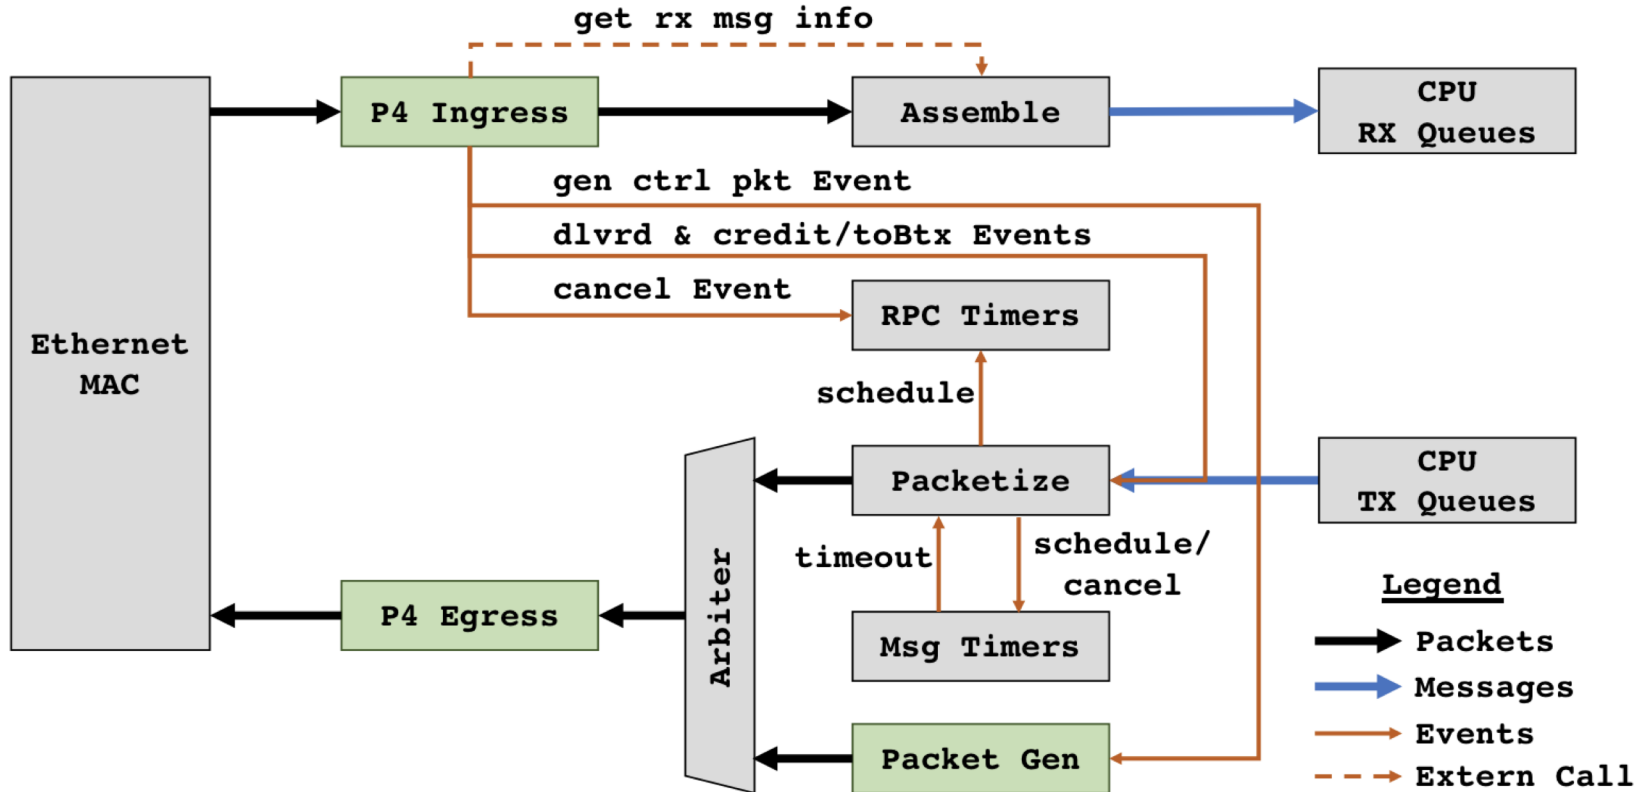 get rx msg info
P4 Ingress
Assemble
CPU
RX Queues
gen ctrl pkt Event
dlvrd & credit/toBtx Events
cancel Event
RPC Timers
Ethernet
MAC
schedule
Packetize
CPU
TX Queues
timeout
schedule/
cancel
Arbiter
P4 Egress
Msg Timers
Packet Gen
Legend
Packets
Messages
Events
Extern Call